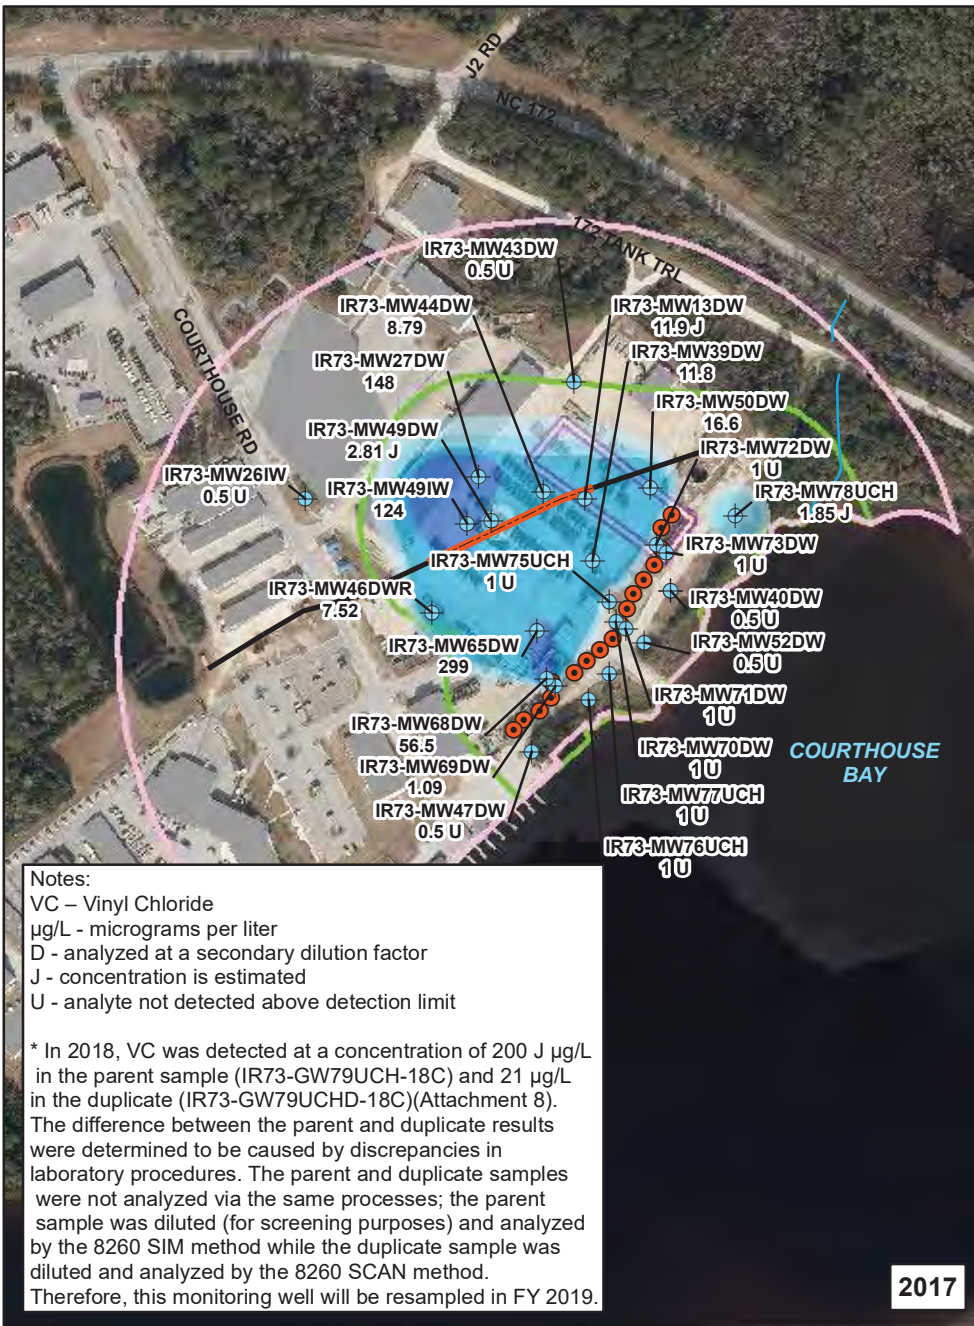 J2 RD
NC 172
172 TANK TRL
COURTHOUSE RD
IR73-MW43DW
0.5 U
IR73-MW44DW
8.79
IR73-MW13DW
11.9 J
IR73-MW27DW
148
IR73-MW39DW
11.8
IR73-MW50DW
16.6
IR73-MW49DW
2.81 J
IR73-MW72DW
1 U
IR73-MW26IW
0.5 U
IR73-MW49IW
124
IR73-MW78UCH
1.85 J
IR73-MW75UCH
1 U
IR73-MW73DW
1 U
IR73-MW46DWR
7.52
IR73-MW40DW
0.5 U
IR73-MW65DW
299
IR73-MW52DW
0.5 U
IR73-MW71DW
1 U
IR73-MW68DW
56.5
IR73-MW70DW
1 U
COURTHOUSE
BAY
IR73-MW69DW
1.09
IR73-MW77UCH
1 U
IR73-MW47DW
0.5 U
IR73-MW76UCH
1 U
Notes:
VC – Vinyl Chloride
µg/L - micrograms per liter
D - analyzed at a secondary dilution factor
J - concentration is estimated
U - analyte not detected above detection limit
* In 2018, VC was detected at a concentration of 200 J µg/L
in the parent sample (IR73-GW79UCH-18C) and 21 µg/L
in the duplicate (IR73-GW79UCHD-18C)(Attachment 8).
The difference between the parent and duplicate results
were determined to be caused by discrepancies in
laboratory procedures. The parent and duplicate samples
were not analyzed via the same processes; the parent
sample was diluted (for screening purposes) and analyzed
by the 8260 SIM method while the duplicate sample was
diluted and analyzed by the 8260 SCAN method.
Therefore, this monitoring well will be resampled in FY 2019.
2017